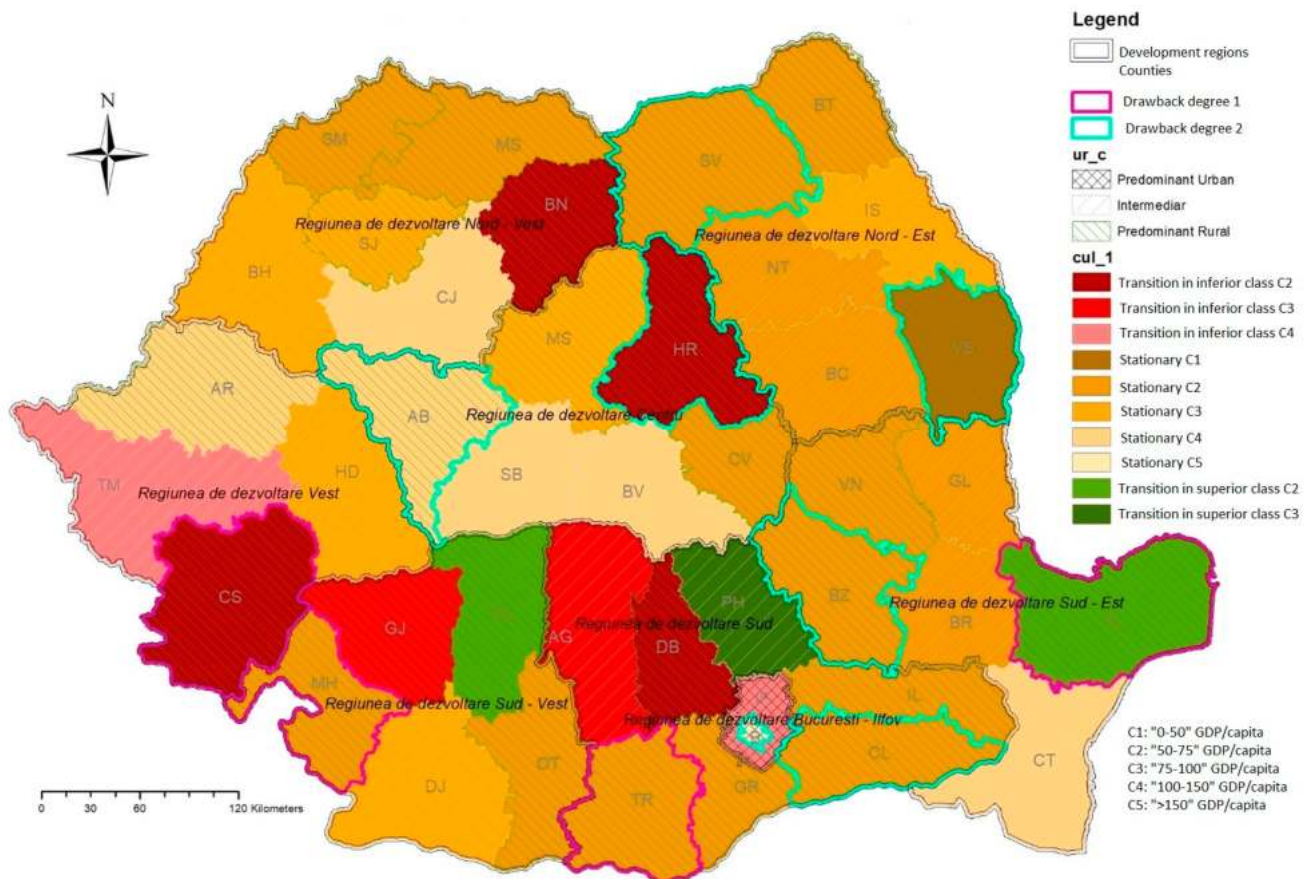 Legend
Development regions
Counties
Drawback degree 1
Drawback degree 2
ur_c
Predominant Urban
Intermediar
Predominant Rural
cul_1
Transition in inferior class C2
Transition in inferior class C3
Transition in inferior class C4
Stationary C1
Stationary C2
Stationary C3
Stationary C4
Stationary C5
Transition in superior class C2
Transition in superior class C3
N
BT
SM
MS
SV
BN
IS
Regiunea de dezvoltare Nord - Vest
Regiunea de dezvoltare Nord - Est
SJ
BH
NT
CJ
MS
HR
VS
BC
AR
AB
Regiunea de dezvoltare Centru
HD
SB
BV
CV
VN
GL
TM
Regiunea de dezvoltare Vest
CS
GJ
AG
DB
PH
BZ
BR
Regiunea de dezvoltare Sud - Est
Regiunea de dezvoltare Sud
MH
Regiunea de dezvoltare Sud - Vest
Regiunea de dezvoltare Bucuresti - Ilfov
IL
CL
DJ
OT
TR
GR
CT
0 30 60 120 Kilometers
C1: "0-50" GDP/capita
C2: "50-75" GDP/capita
C3: "75-100" GDP/capita
C4: "100-150" GDP/capita
C5: ">150" GDP/capita